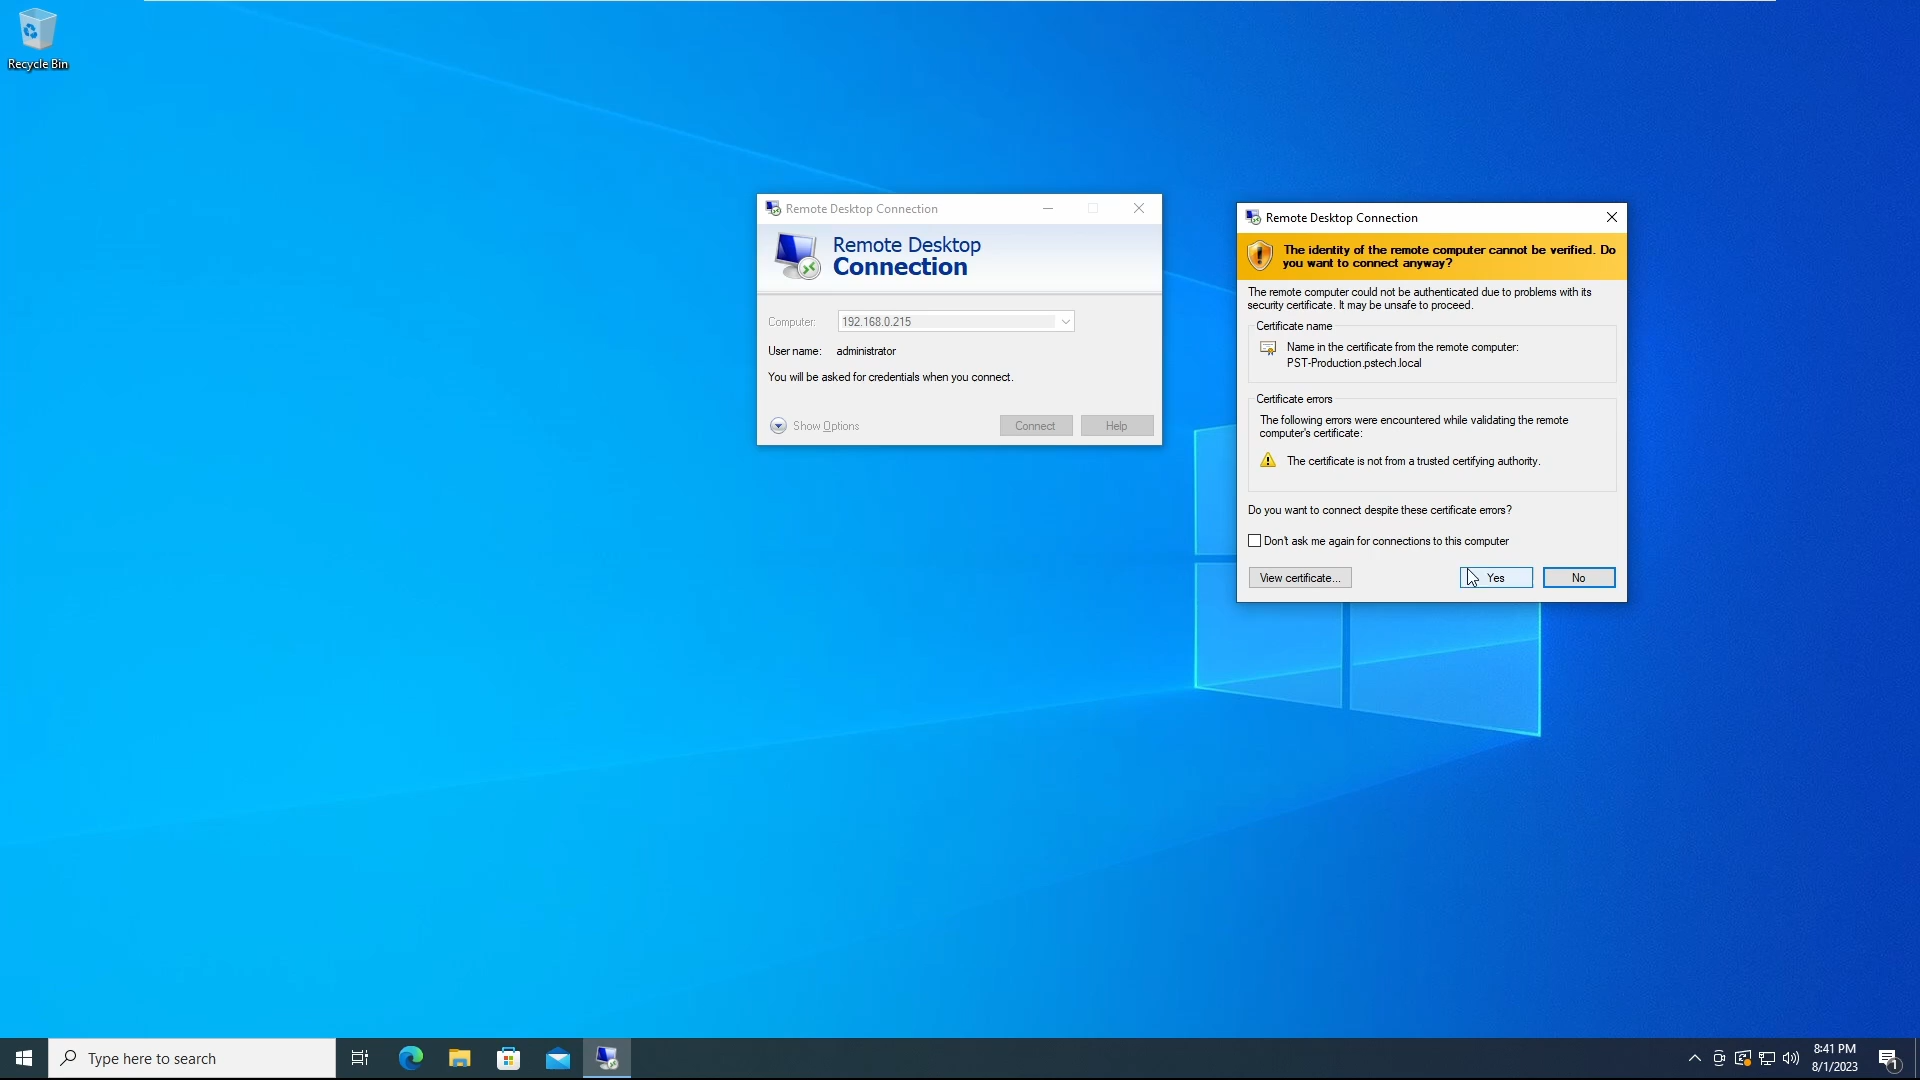 Recycle Bin
Remote Desktop Connection
Remote Desktop
Connection
Computer:
192.168.0.215
User name:
administrator
You will be asked for credentials when you connect.
Show Options
Connect
Help
Remote Desktop Connection
The identity of the remote computer cannot be verified. Do
you want to connect anyway?
The remote computer could not be authenticated due to problems with its
security certificate. It may be unsafe to proceed.
Certificate name
Name in the certificate from the remote computer:
PST-Production.pstech.local
Certificate errors
The following errors were encountered while validating the remote
computer's certificate:
The certificate is not from a trusted certifying authority.
Do you want to connect despite these certificate errors?
Don't ask me again for connections to this computer
View certificate...
Yes
No
Type here to search
8:41 PM
8/1/2023
1